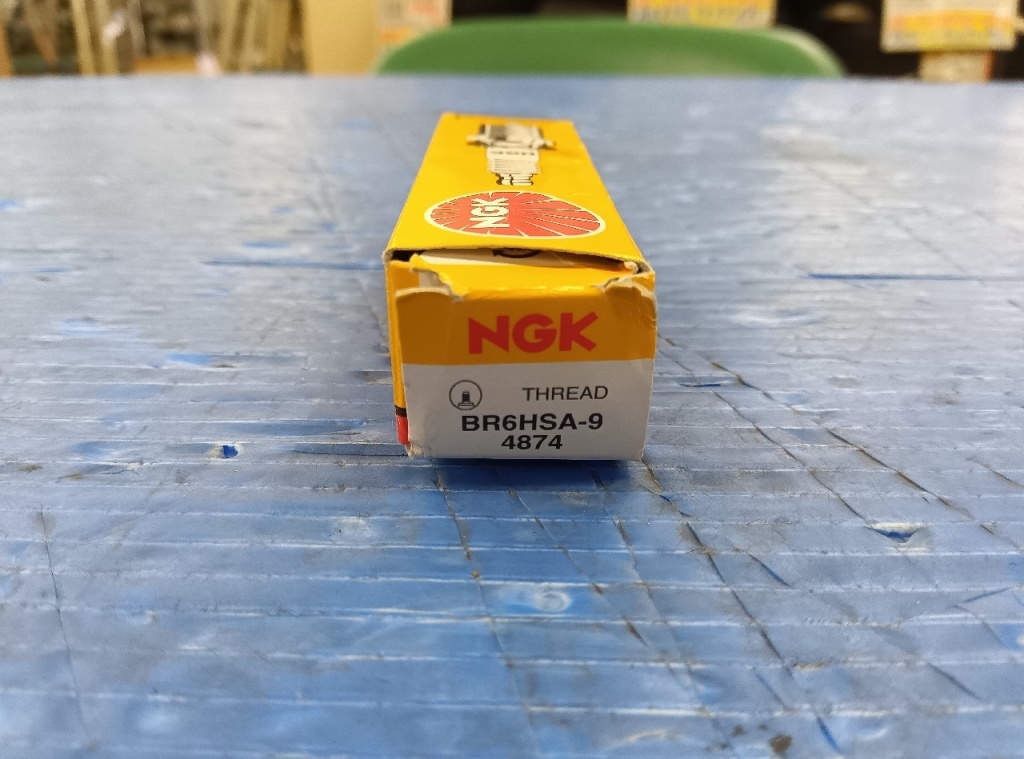 NGK
NGK
THREAD
BR6HSA-9
4874